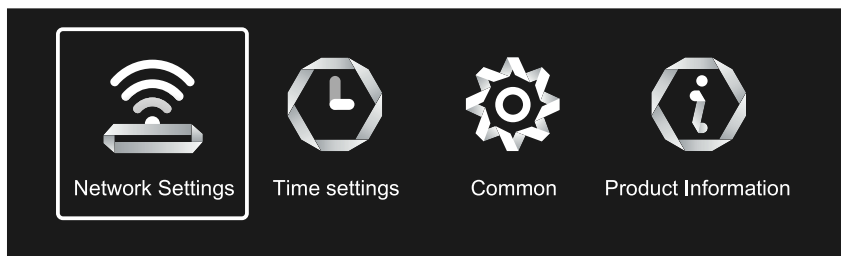 Network Settings
Time settings
Common
Product Information